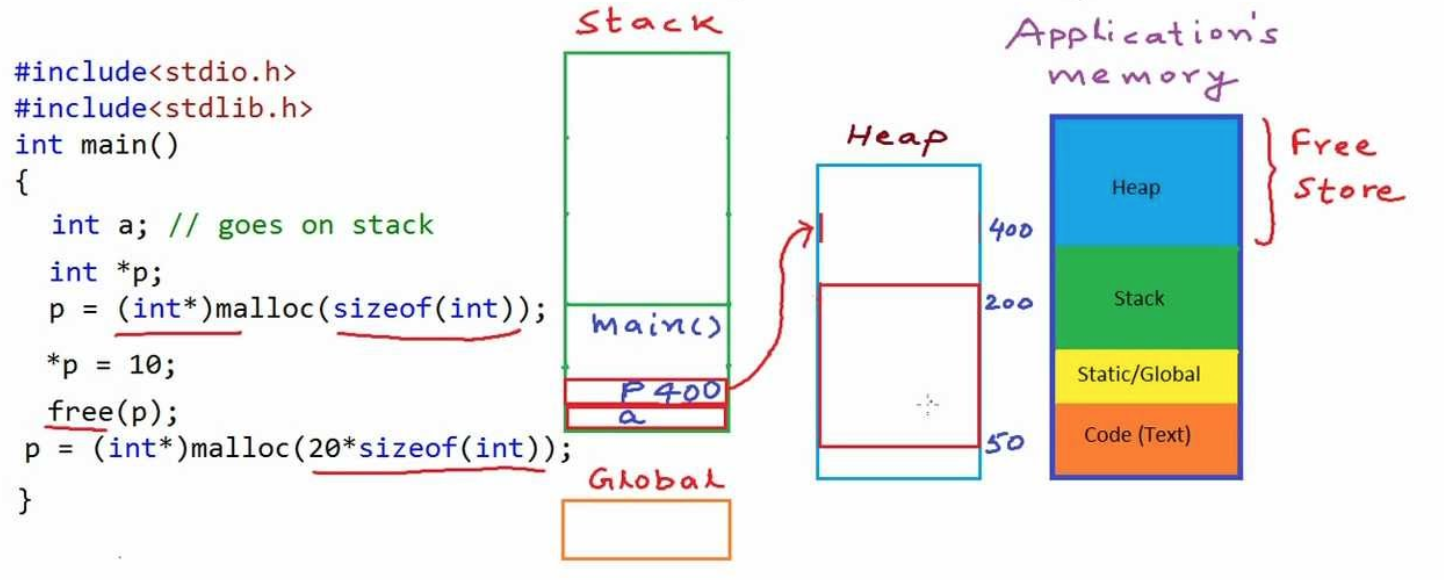 #include<stdio.h>
#include<stdlib.h>
int main()
{
int a; // goes on stack
int *p;
p = (int*)malloc(sizeof(int));
*p = 10;
free(p);
p = (int*)malloc(20*sizeof(int));
}
Stack
main()
P 400
a
Global
Heap
400
200
50
Application's
memory
Heap
Stack
Static/Global
Code (Text)
Free
Store